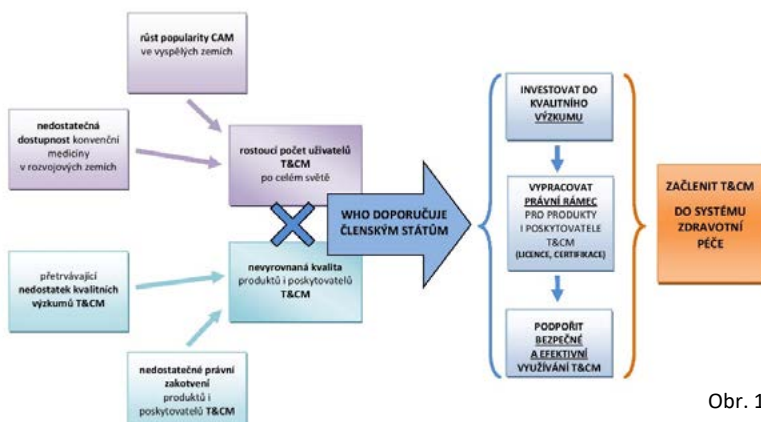 růst popularity CAM
ve vyspělých zemích
nedostatečná
dostupnost konvenční
medicíny
v rozvojových zemích
rostoucí počet uživatelů
T&CM
po celém světě
přetrvávající
nedostatek kvalitních
výzkumů T&CM
nevyrovnaná kvalita
produktů i poskytovatelů
T&CM
nedostatečné právní
zakotvení
produktů i
poskytovatelů T&CM
WHO DOPORUČUJE
ČLENSKÝM STÁTŮM
INVESTOVAT DO
KVALITNÍHO
VÝZKUMU
VYPRACOVAT
PRÁVNÍ RÁMEC
PRO PRODUKTY
I POSKYTOVATELE
T&CM
(LICENCE, CERTIFIKACE)
PODPOŘIT
BEZPEČNÉ
A EFEKTIVNÍ
VYUŽÍVÁNÍ T&CM
ZAČLENIT T&CM
DO SYSTÉMU
ZDRAVOTNÍ
PÉČE
Obr. 1